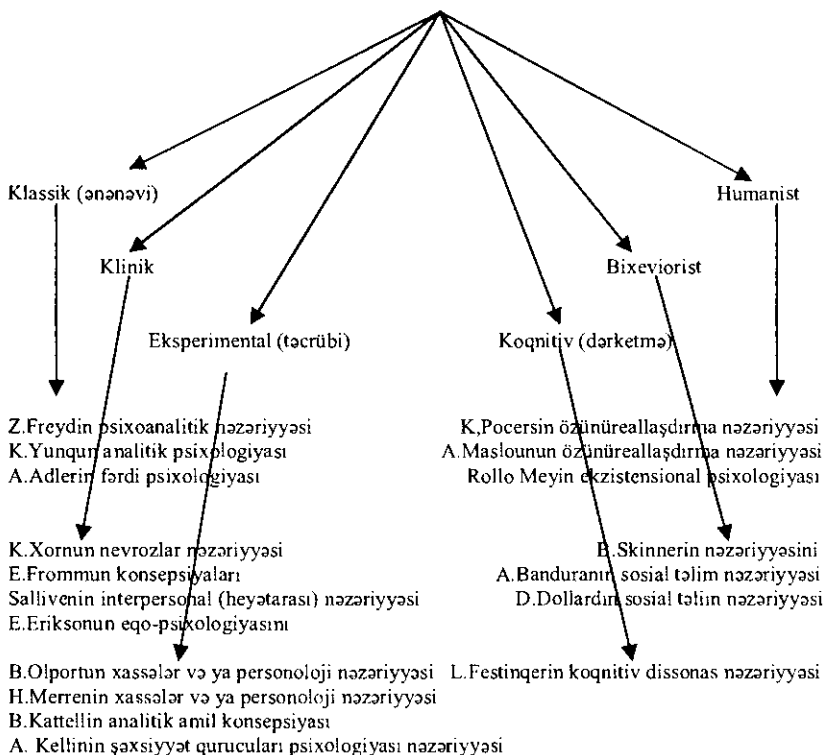 Klassik (ənənəvi)
Humanist
Klinik
Bixeviorist
Eksperimental (təcrübi)
Koqnitiv (dərketmə)
Z.Freydin psixoanalitik nəzəriyyəsi
K.Yunqun analitik psixologiyası
A.Adlerin fərdi psixologiyası
K,Pocersin özünüreallaşdırma nəzəriyyəsi
A.Maslounun özünüreallaşdırma nəzəriyyəsi
Rollo Meyin ekzistensional psixologiyası
K.Xornun nevrozlar nəzəriyyəsi
E.Frommun konsepsiyaları
Sallivenin interpersonal (heyətarası) nəzəriyyəsi
E.Eriksonun eqo-psixologiyasını
B.Skinnerin nəzəriyyəsini
A.Banduranın sosial təlim nəzəriyyəsi
D.Dollardın sosial təlim nəzəriyyəsi
B.Olportun xassələr və ya personoloji nəzəriyyəsi
H.Merrenin xassələr və ya personoloji nəzəriyyəsi
B.Kattellin analitik amil konsepsiyası
A. Kellinin şəxsiyyət qurucuları psixologiyası nəzəriyyəsi
L.Festinqerin koqnitiv dissonas nəzəriyyəsi